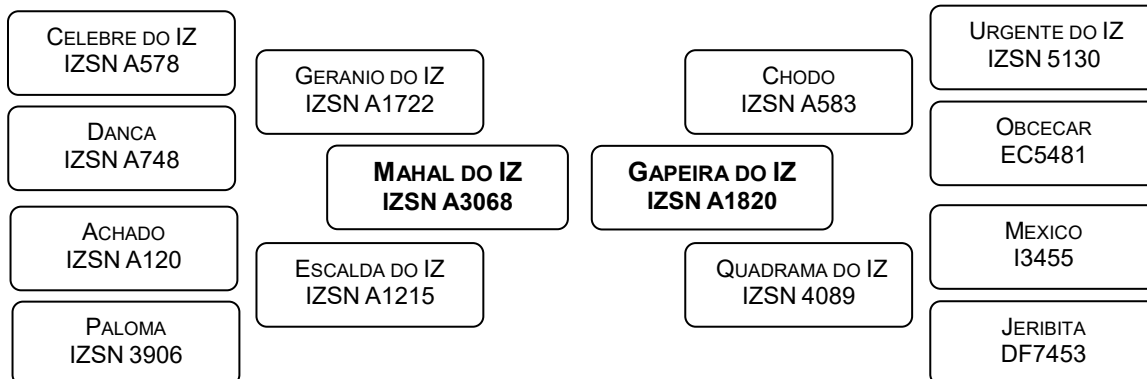 CELEBRE DO IZ
IZSN A578
DANCA
IZSN A748
ACHADO
IZSN A120
PALOMA
IZSN 3906
GERANIO DO IZ
IZSN A1722
ESCALDA DO IZ
IZSN A1215
MAHAL DO IZ
IZSN A3068
GAPEIRA DO IZ
IZSN A1820
CHODO
IZSN A583
QUADRAMA DO IZ
IZSN 4089
URGENTE DO IZ
IZSN 5130
OBCECAR
EC5481
MEXICO
I3455
JERIBITA
DF7453